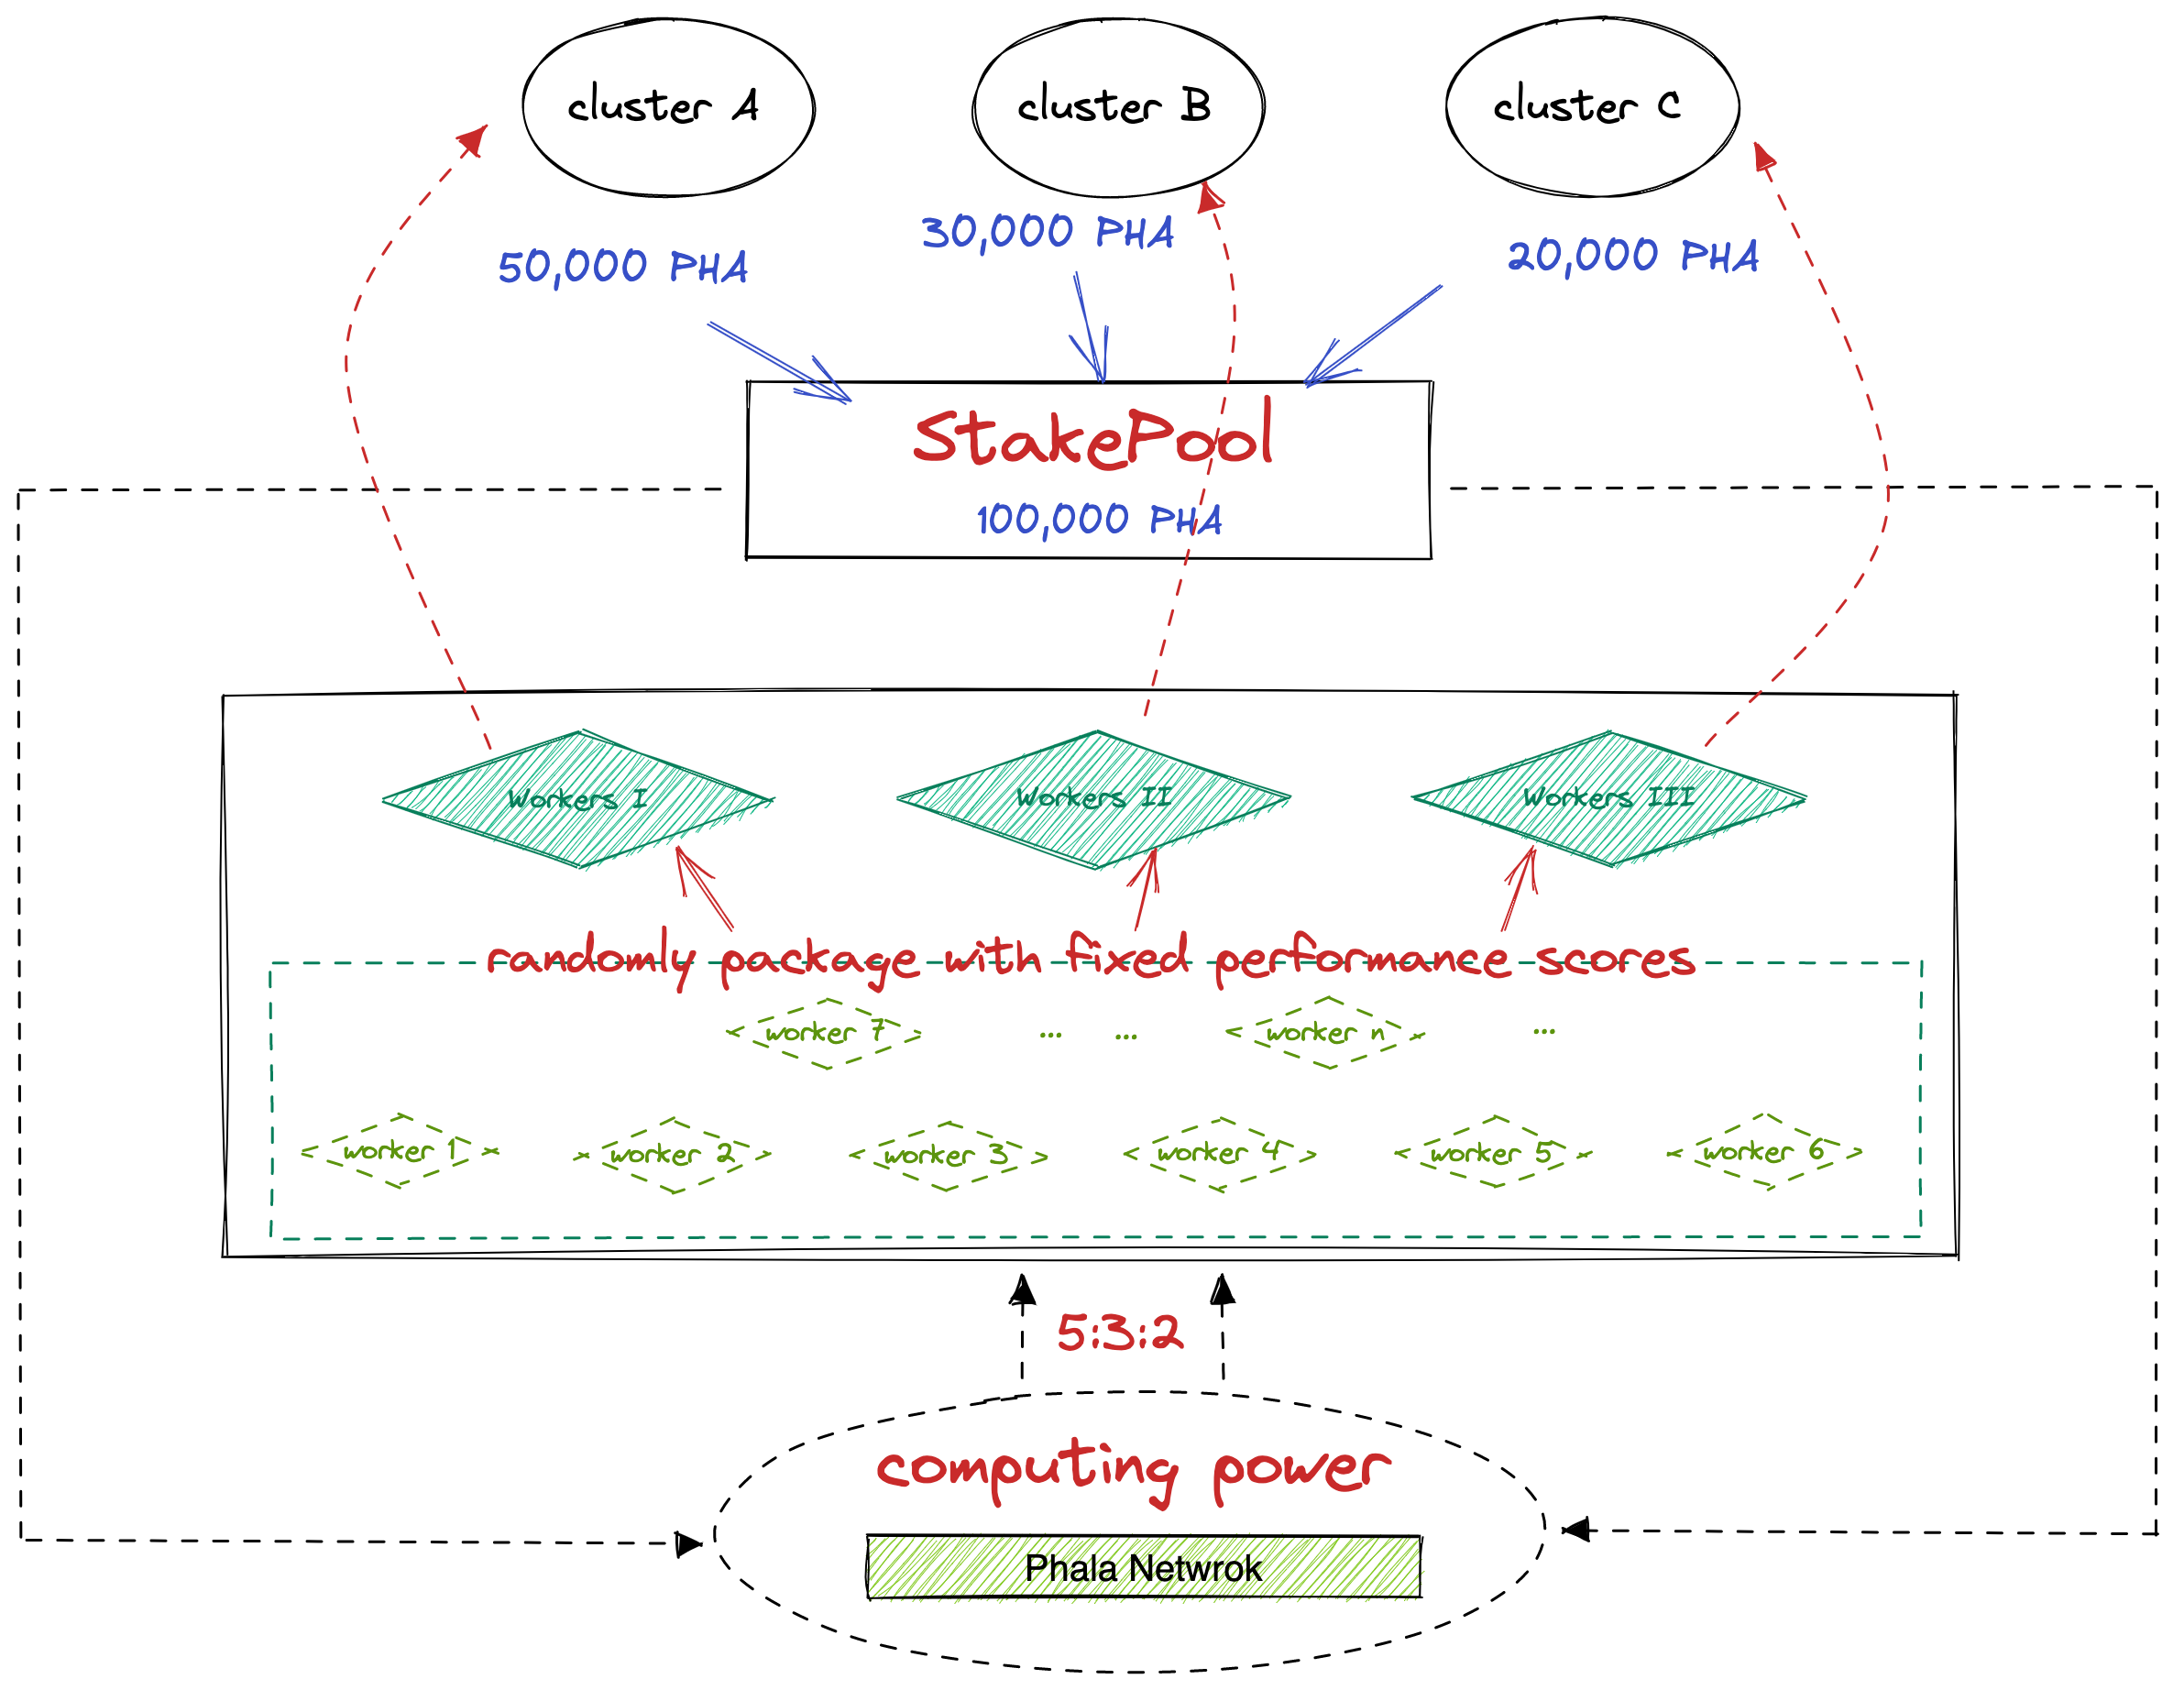 cluster A
cluster B
cluster C
50,000 PHA
30,000 PHA
20,000 PHA
StakePool
100,000 PHA
Workers I
Workers II
Workers III
randomly package with fixed performance scores
worker 7
... ...
worker n
...
worker 1
worker 2
worker 3
worker 4
worker 5
worker 6
5:3:2
computing power
Phala Netwrok